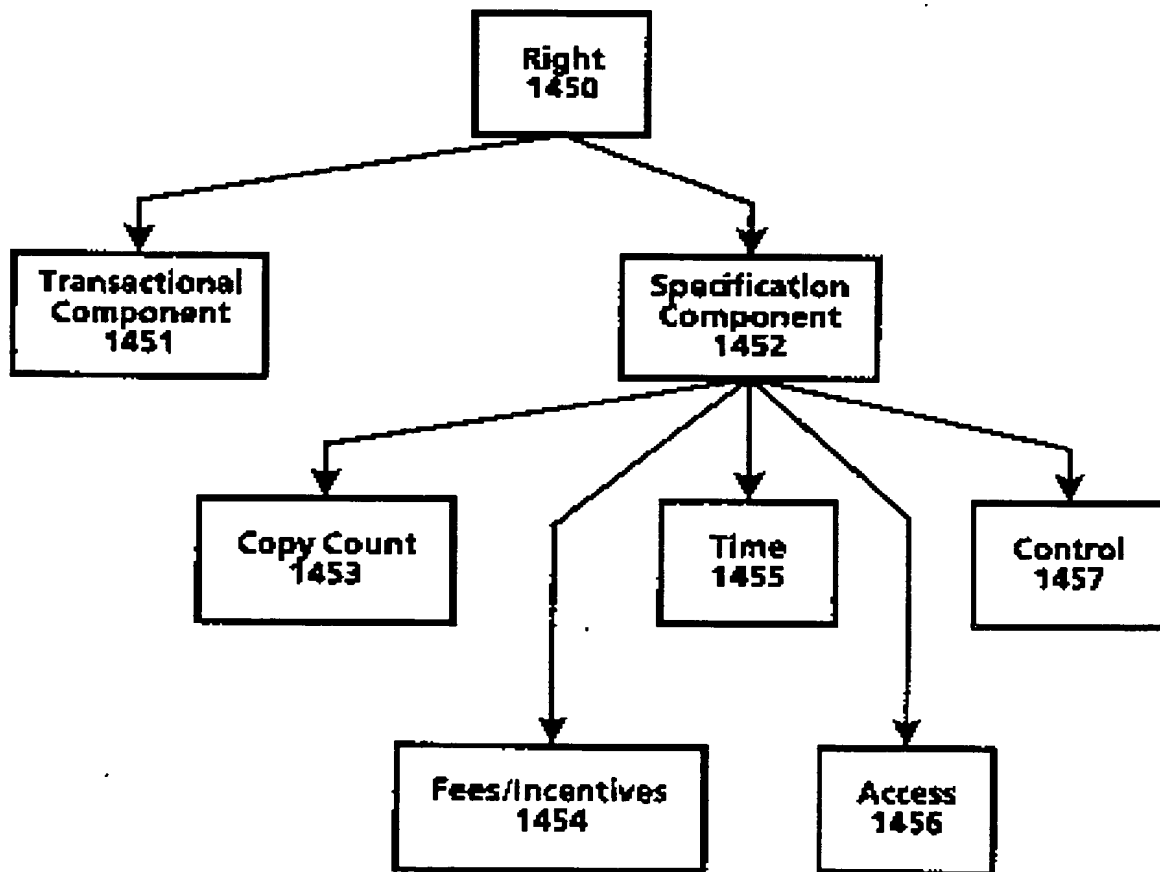 Right
1450
Transactional
Component
1451
Specification
Component
1452
Copy Count
1453
Time
1455
Control
1457
Fees/Incentives
1454
Access
1456